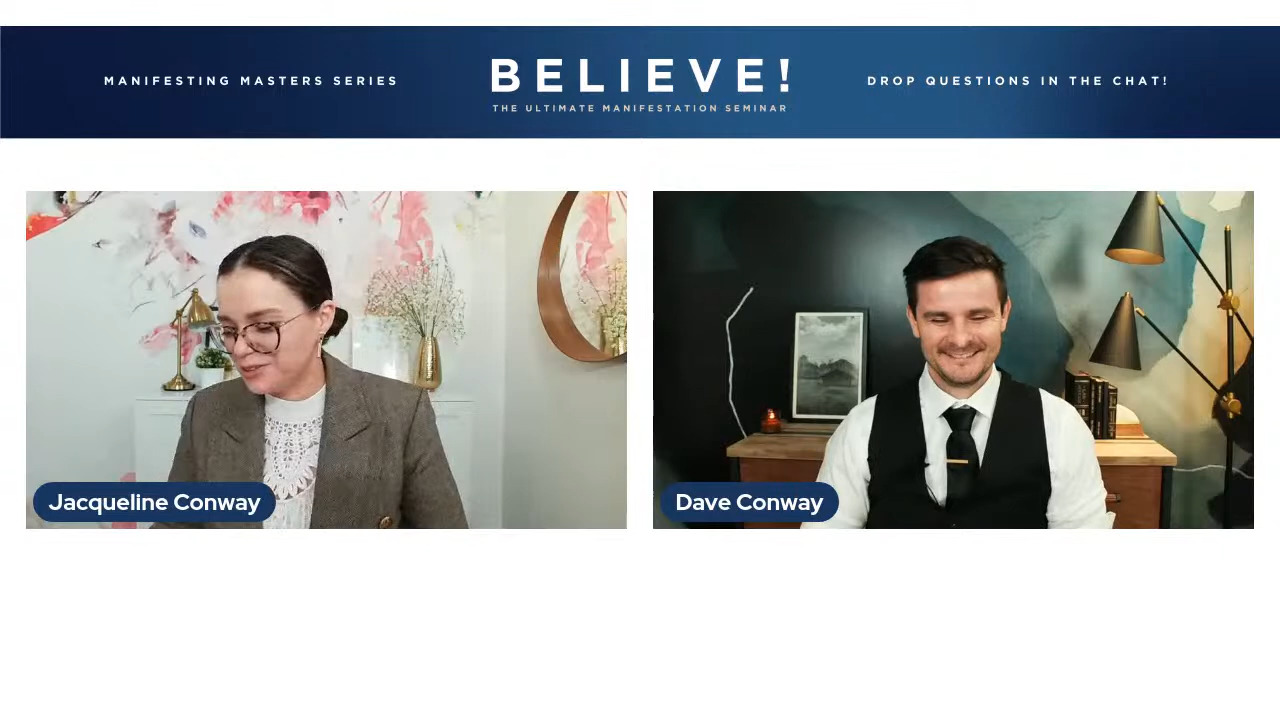 MANIFESTING MASTERS SERIES
BELIEVE!
THE ULTIMATE MANIFESTATION SEMINAR
DROP QUESTIONS IN THE CHAT!
Jacqueline Conway
Dave Conway